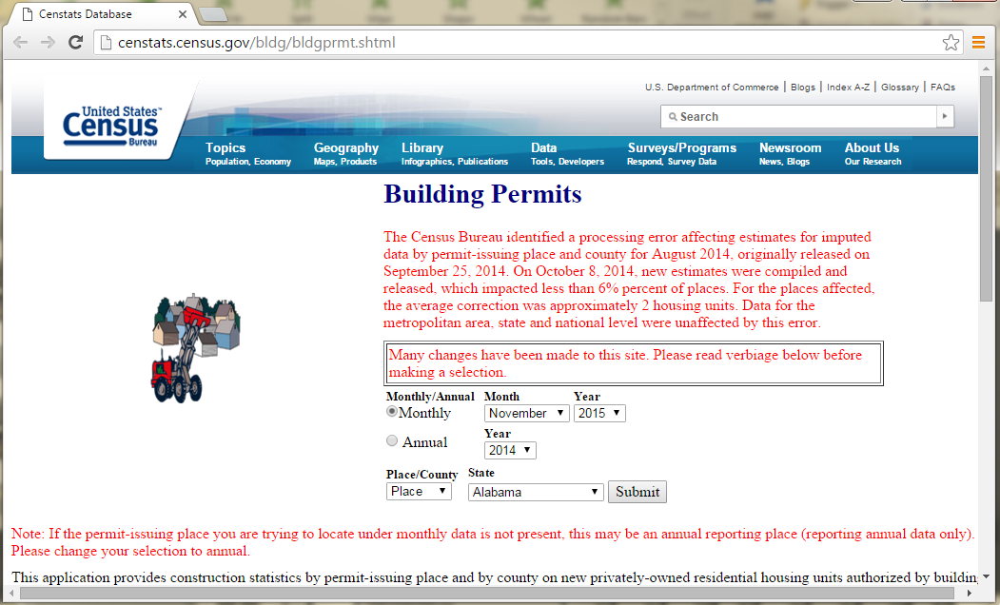 Censtats Database
censtats.census.gov/bldg/bldgprmt.shtml
U.S. Department of Commerce | Blogs | Index A-Z | Glossary | FAQs
United States™
Census
Bureau
Search
Topics Geography Library Data Surveys/Programs Newsroom About Us
Population, Economy Maps, Products Infographics, Publications Tools, Developers Respond, Survey Data News, Blogs Our Research
Building Permits
The Census Bureau identified a processing error affecting estimates for imputed
data by permit-issuing place and county for August 2014, originally released on
September 25, 2014. On October 8, 2014, new estimates were compiled and
released, which impacted less than 6% percent of places. For the places affected,
the average correction was approximately 2 housing units. Data for the
metropolitan area, state and national level were unaffected by this error.
Many changes have been made to this site. Please read verbiage below before
making a selection.
Monthly/Annual Month Year
Monthly November 2015
Year
Annual 2014
Place/County State
Place Alabama Submit
Note: If the permit-issuing place you are trying to locate under monthly data is not present, this may be an annual reporting place (reporting annual data only).
Please change your selection to annual.
This application provides construction statistics by permit-issuing place and by county on new privately-owned residential housing units authorized by